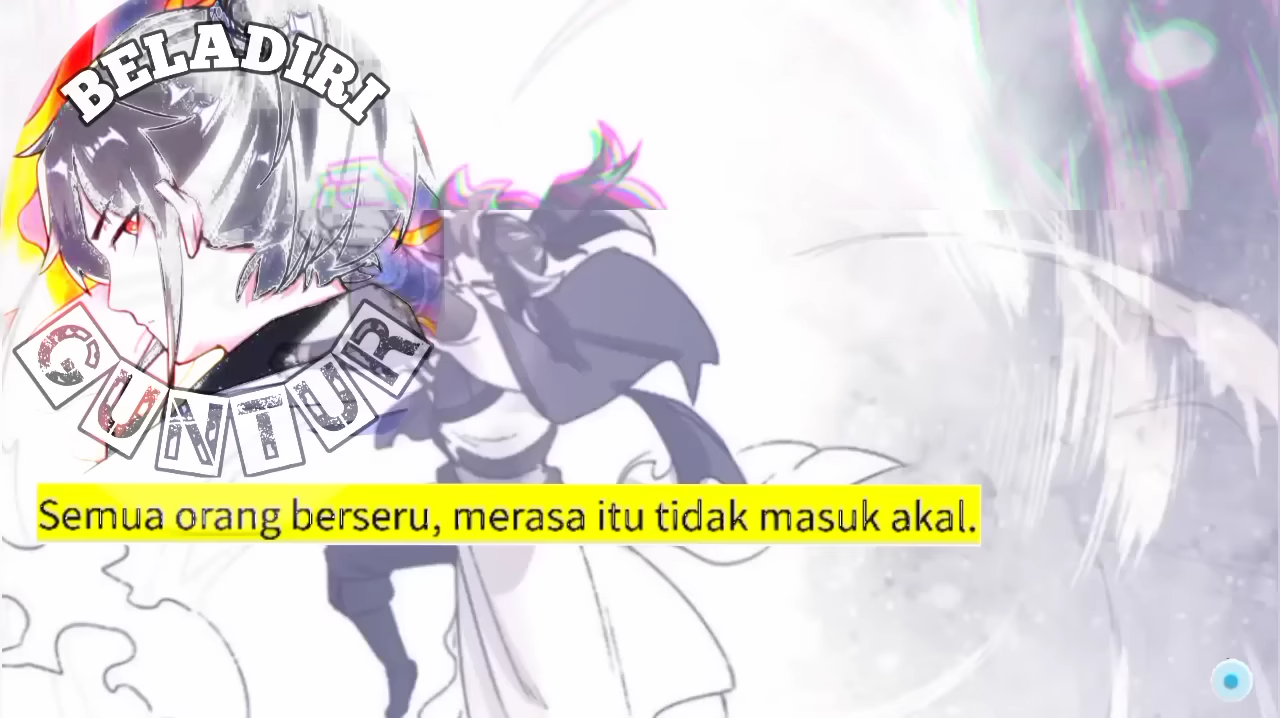 BELADIRI
GUNTUR
Semua orang berseru, merasa itu tidak masuk akal.